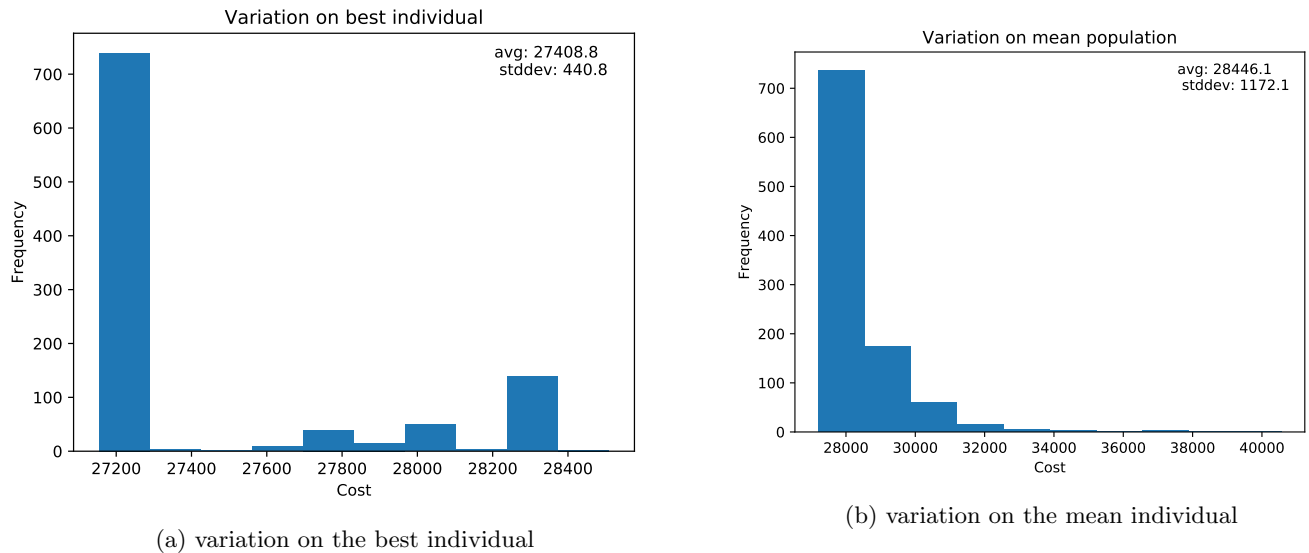 Variation on best individual
avg: 27408.8
stddev: 440.8
700
600
500
400
300
200
100
0
Frequency
27200 27400 27600 27800 28000 28200 28400
Cost
(a) variation on the best individual
Variation on mean population
avg: 28446.1
stddev: 1172.1
700
600
500
400
300
200
100
0
Frequency
28000 30000 32000 34000 36000 38000 40000
Cost
(b) variation on the mean individual